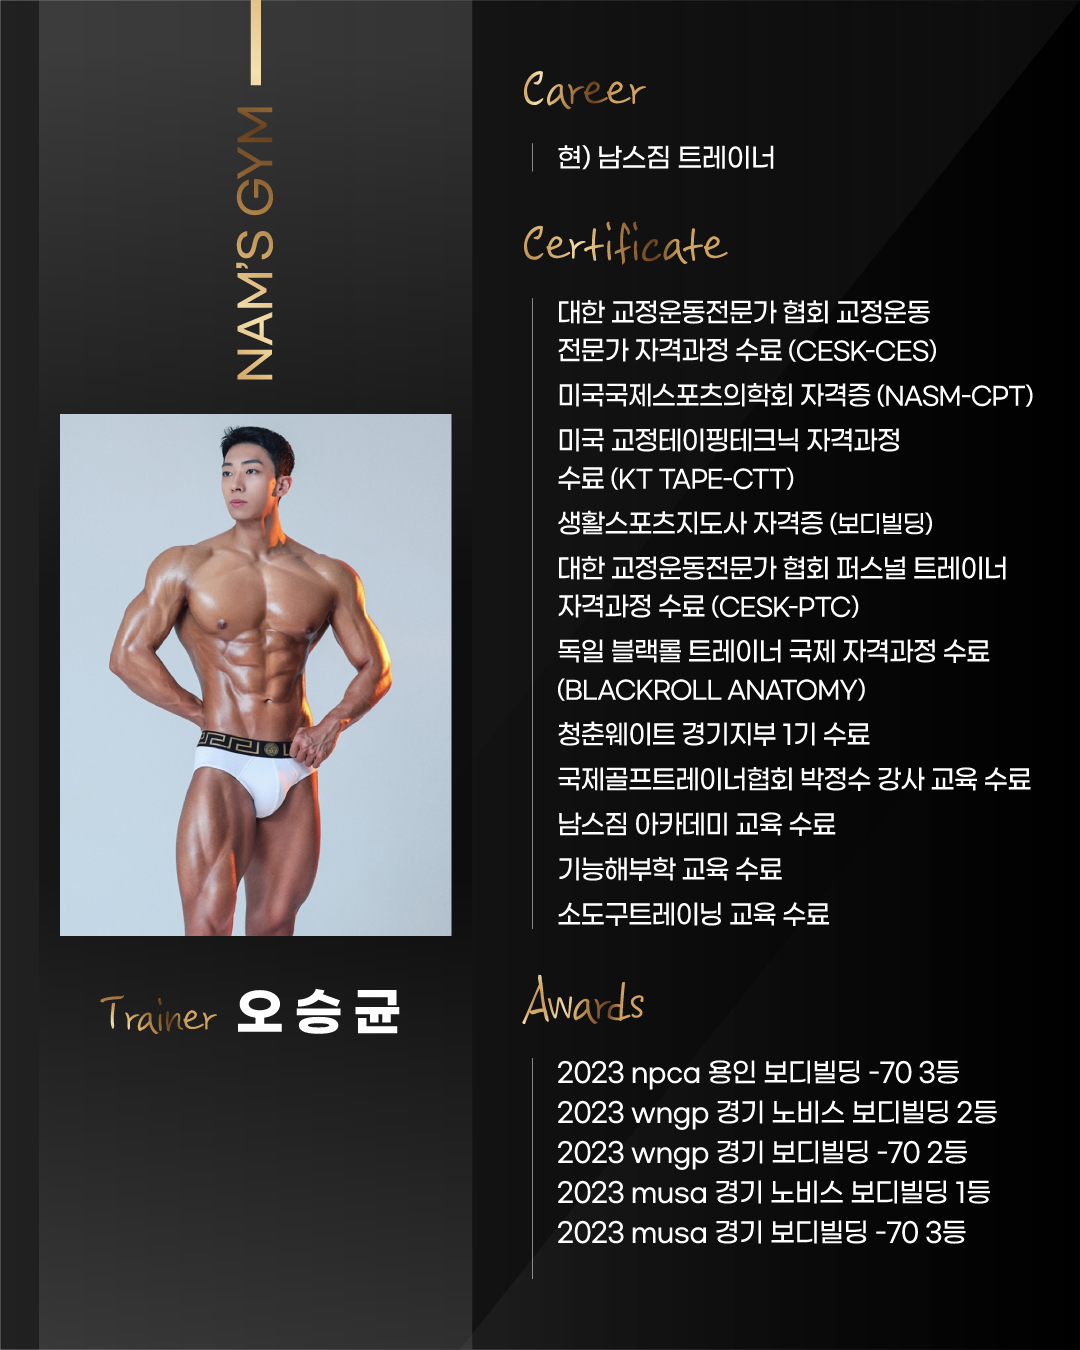 NAM'S GYM
Trainer 오승균
Career
현) 남스짐 트레이너
Certificate
대한 교정운동전문가 협회 교정운동
전문가 자격과정 수료 (CESK-CES)
미국국제스포츠의학회 자격증 (NASM-CPT)
미국 교정테이핑테크닉 자격과정
수료 (KT TAPE-CTT)
생활스포츠지도사 자격증 (보디빌딩)
대한 교정운동전문가 협회 퍼스널 트레이너
자격과정 수료 (CESK-PTC)
독일 블랙롤 트레이너 국제 자격과정 수료
(BLACKROLL ANATOMY)
청춘웨이트 경기지부 1기 수료
국제골프트레이너협회 박정수 강사 교육 수료
남스짐 아카데미 교육 수료
기능해부학 교육 수료
소도구트레이닝 교육 수료
Awards
2023 npca 용인 보디빌딩 -70 3등
2023 wngp 경기 노비스 보디빌딩 2등
2023 wngp 경기 보디빌딩 -70 2등
2023 musa 경기 노비스 보디빌딩 1등
2023 musa 경기 보디빌딩 -70 3등